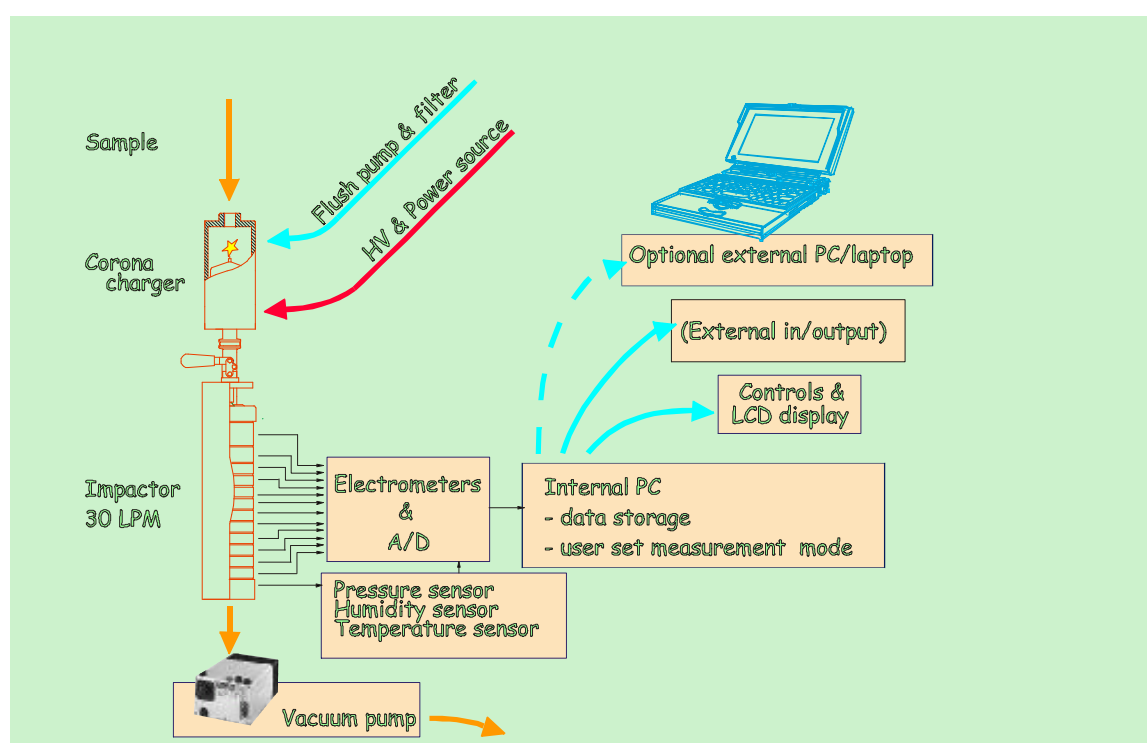 Sample
Flush pump & filter
HV & Power source
Corona
charger
Optional external PC/laptop
(External in/output)
Controls &
LCD display
Impactor
30 LPM
Electrometers
&
A/D
Internal PC
- data storage
- user set measurement mode
Pressure sensor
Humidity sensor
Temperature sensor
Vacuum pump